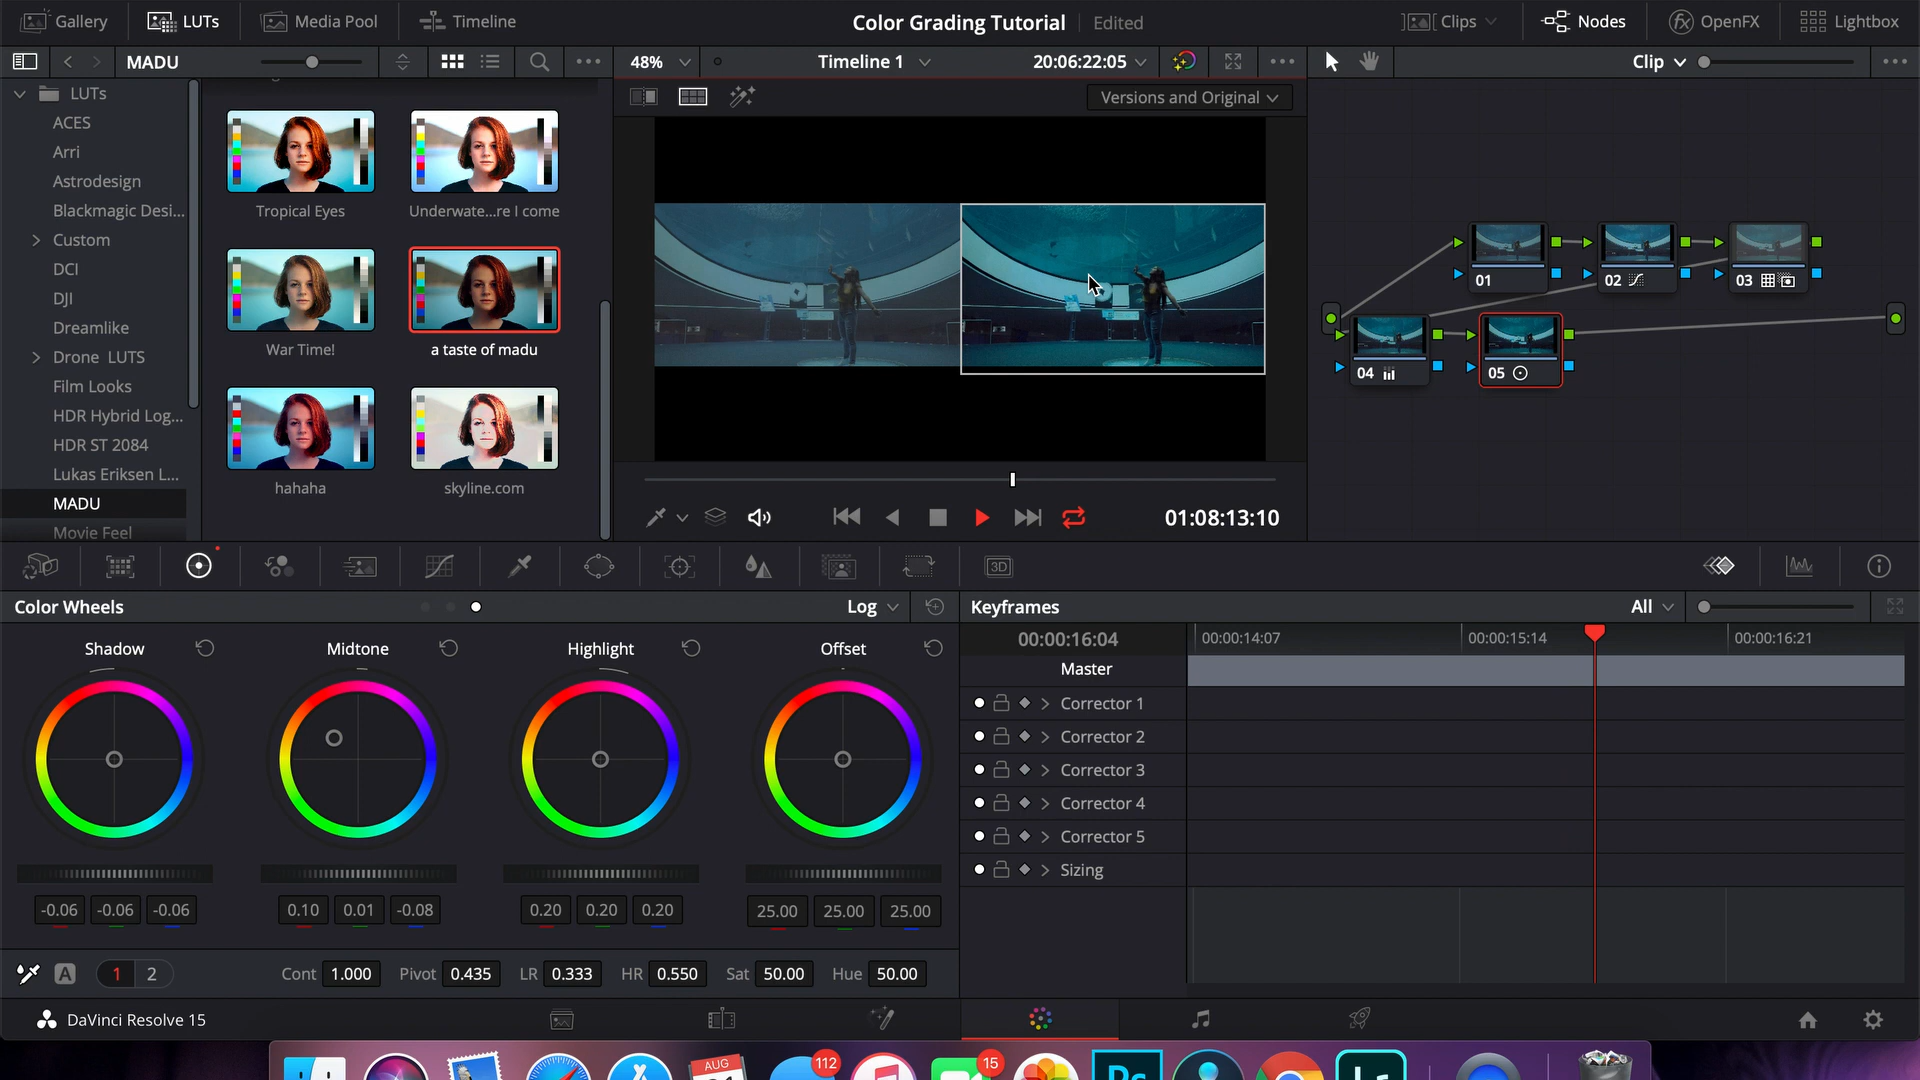 Gallery LUTs Media Pool Timeline Color Grading Tutorial Edited Clips Nodes fx OpenFX Lightbox
MADU 48% Timeline 1 20:06:22:05 Clip
Versions and Original
LUTs
ACES
Arri
Astrodesign
Blackmagic Desi...
Custom
DCI
DJI
Dreamlike
Drone LUTS
Film Looks
HDR Hybrid Log...
HDR ST 2084
Lukas Eriksen L...
MADU
Movie Feel
Tropical Eyes Underwate...re I come
War Time! a taste of madu
hahaha skyline.com
01 02 03
04 05
01:08:13:10
3D
Color Wheels Log
Shadow Midtone Highlight Offset
-0.06 -0.06 -0.06 0.10 0.01 -0.08 0.20 0.20 0.20 25.00 25.00 25.00
A 1 2 Cont 1.000 Pivot 0.435 LR 0.333 HR 0.550 Sat 50.00 Hue 50.00
Keyframes All
00:00:16:04 00:00:14:07 00:00:15:14 00:00:16:21
Master
Corrector 1
Corrector 2
Corrector 3
Corrector 4
Corrector 5
Sizing
DaVinci Resolve 15
AUG 112 15 Ps